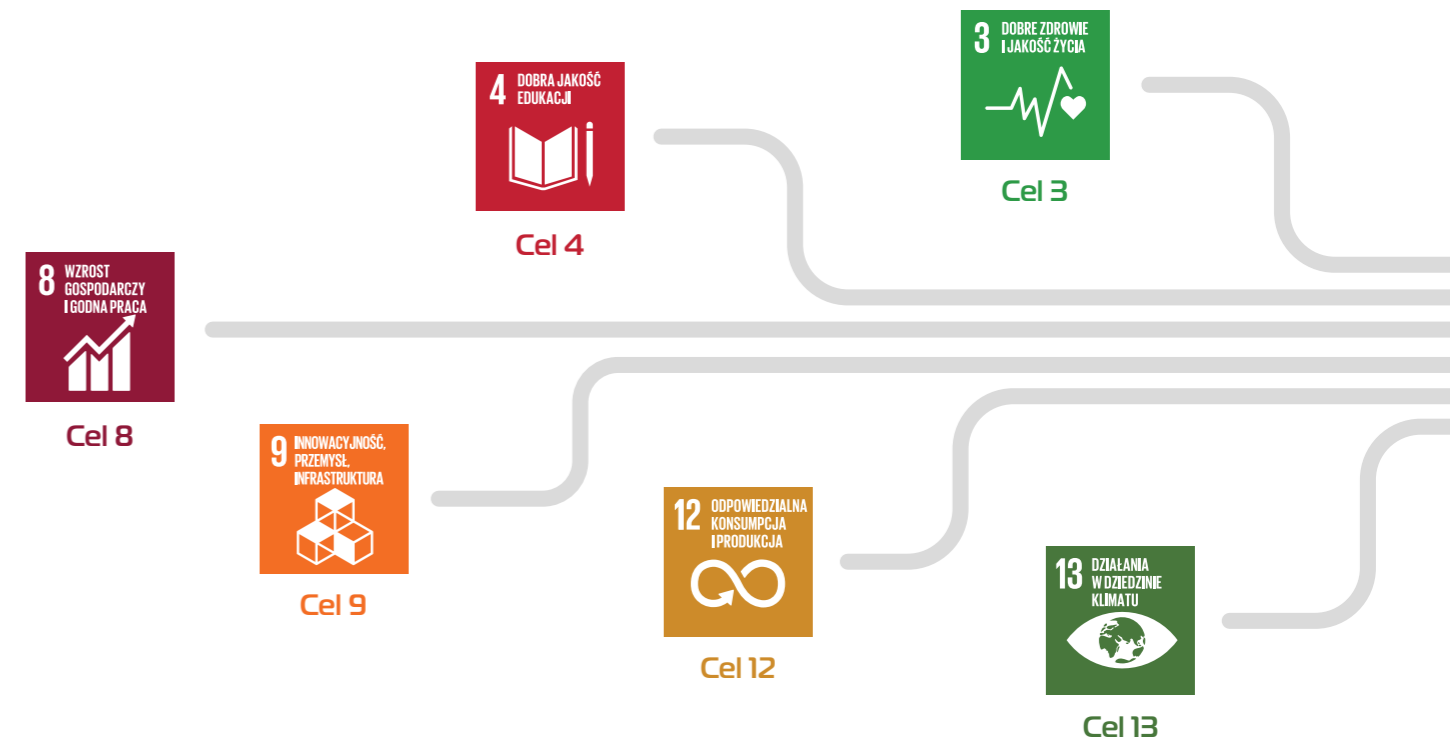 3 DOBRE ZDROWIE
I JAKOŚĆ ŻYCIA
Cel 3
4 DOBRA JAKOŚĆ
EDUKACJI
Cel 4
8 WZROST
GOSPODARCZY
I GODNA PRACA
Cel 8
9 INNOWACYJNOŚĆ,
PRZEMYSŁ,
INFRASTRUKTURA
Cel 9
12 ODPOWIEDZIALNA
KONSUMPCJA
I PRODUKCJA
Cel 12
13 DZIAŁANIA
W DZIEDZINIE
KLIMATU
Cel 13